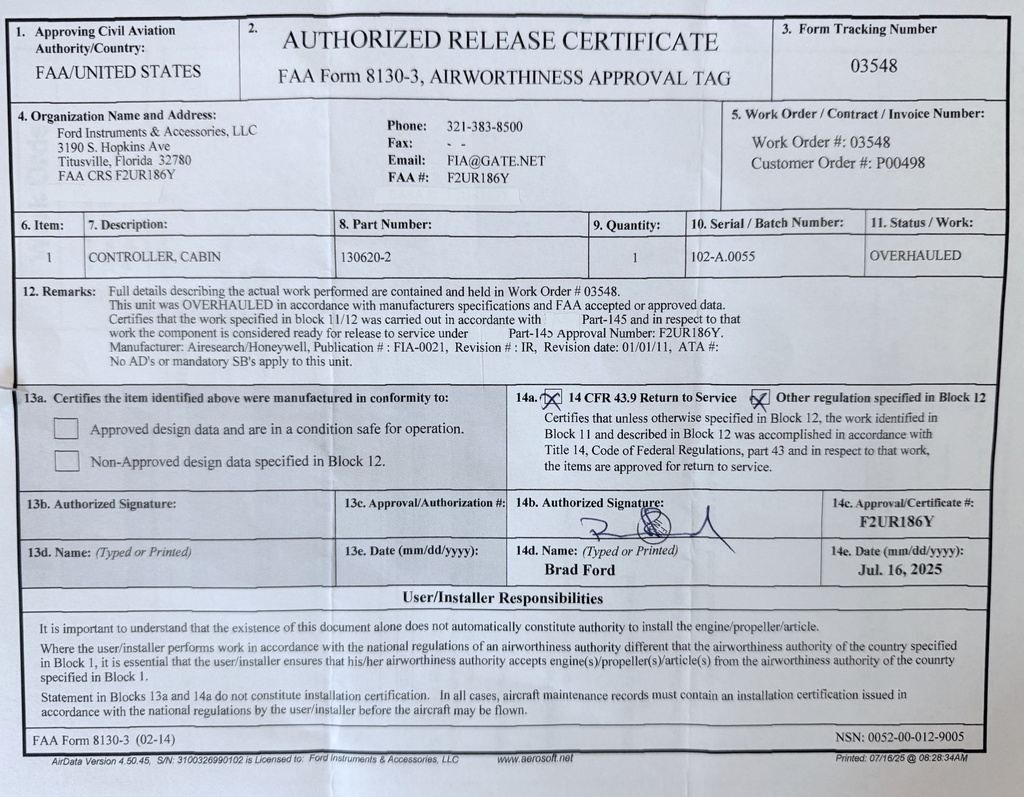 1. Approving Civil Aviation Authority/Country:
FAA/UNITED STATES
2.
AUTHORIZED RELEASE CERTIFICATE
FAA Form 8130-3, AIRWORTHINESS APPROVAL TAG
3. Form Tracking Number
03548
4. Organization Name and Address:
Ford Instruments & Accessories, LLC
3190 S. Hopkins Ave
Titusville, Florida 32780
FAA CRS F2UR186Y
Phone: 321-383-8500
Fax: - -
Email: FIA@GATE.NET
FAA #: F2UR186Y
5. Work Order / Contract / Invoice Number:
Work Order #: 03548
Customer Order #: P00498
6. Item: 7. Description: 8. Part Number: 9. Quantity: 10. Serial / Batch Number: 11. Status / Work:
1 CONTROLLER, CABIN 130620-2 1 102-A.0055 OVERHAULED
12. Remarks: Full details describing the actual work performed are contained and held in Work Order # 03548.
This unit was OVERHAULED in accordance with manufacturers specifications and FAA accepted or approved data.
Certifies that the work specified in block 11/12 was carried out in accordante with Part-145 and in respect to that
work the component is considered ready for release to service under Part-145 Approval Number: F2UR186Y.
Manufacturer: Airesearch/Honeywell, Publication # : FIA-0021, Revision # : IR, Revision date: 01/01/11, ATA #:
No AD's or mandatory SB's apply to this unit.
13a. Certifies the item identified above were manufactured in conformity to:
Approved design data and are in a condition safe for operation.
Non-Approved design data specified in Block 12.
14a. 14 CFR 43.9 Return to Service Other regulation specified in Block 12
Certifies that unless otherwise specified in Block 12, the work identified in
Block 11 and described in Block 12 was accomplished in accordance with
Title 14, Code of Federal Regulations, part 43 and in respect to that work,
the items are approved for return to service.
13b. Authorized Signature:
13c. Approval/Authorization #:
14b. Authorized Signature:
14c. Approval/Certificate #:
F2UR186Y
13d. Name: (Typed or Printed)
13e. Date (mm/dd/yyyy):
14d. Name: (Typed or Printed)
Brad Ford
14e. Date (mm/dd/yyyy):
Jul. 16, 2025
User/Installer Responsibilities
It is important to understand that the existence of this document alone does not automatically constitute authority to install the engine/propeller/article.
Where the user/installer performs work in accordance with the national regulations of an airworthiness authority different that the airworthiness authority of the country specified
in Block 1, it is essential that the user/installer ensures that his/her airworthiness authority accepts engine(s)/propeller(s)/article(s) from the airworthiness authority of the counrty
specified in Block 1.
Statement in Blocks 13a and 14a do not constitute installation certification. In all cases, aircraft maintenance records must contain an installation certification issued in
accordance with the national regulations by the user/installer before the aircraft may be flown.
FAA Form 8130-3 (02-14)
NSN: 0052-00-012-9005
AirData Version 4.50.45, S/N: 3100326990102 is Licensed to: Ford Instruments & Accessories, LLC www.aerosoft.net Printed: 07/16/25 @ 08:28:34AM